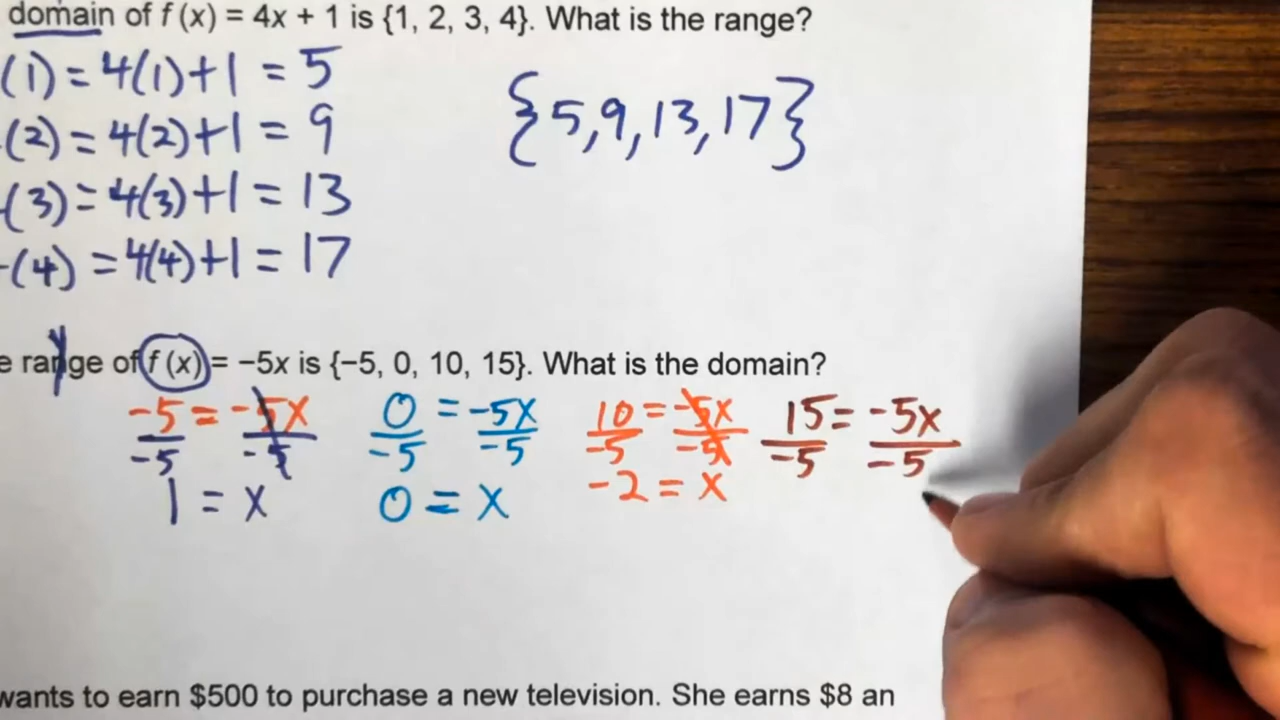 domain of f (x) = 4x + 1 is {1, 2, 3, 4}. What is the range?
(1) = 4(1)+1 = 5
(2) = 4(2)+1 = 9
(3) = 4(3)+1 = 13
(4) = 4(4)+1 = 17
{5,9,13,17}
e range of f (x) = −5x is {−5, 0, 10, 15}. What is the domain?
-5 = -5x
-5 -5
1 = x
0 = -5x
-5 -5
0 = x
10 = -5x
-5 -5
-2 = x
15 = -5x
-5 -5
wants to earn $500 to purchase a new television. She earns $8 an